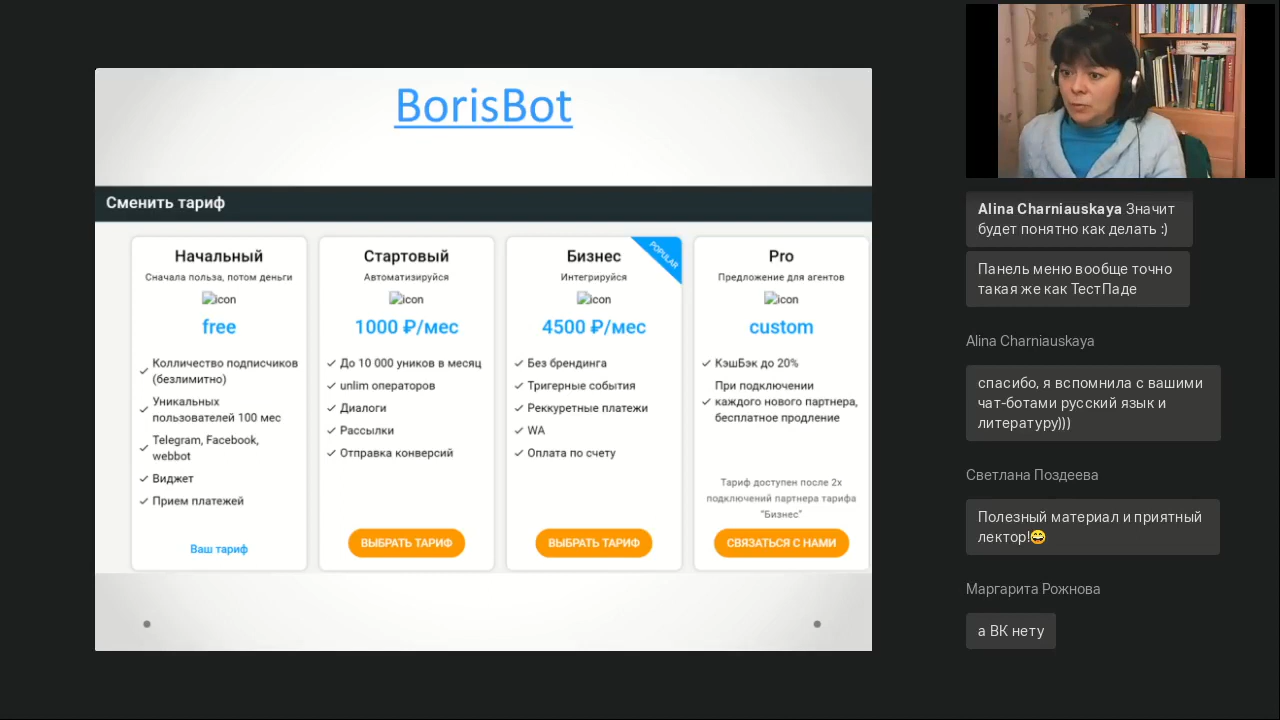 BorisBot
Сменить тариф
Начальный
Сначала польза, потом деньги
icon
free
Колличество подписчиков
(безлимитно)
Уникальных
пользователей 100 мес
Telegram, Facebook,
webbot
Виджет
Прием платежей
Ваш тариф
Стартовый
Автоматизируйся
icon
1000 ₽/мес
До 10 000 уников в месяц
unlim операторов
Диалоги
Рассылки
Отправка конверсий
ВЫБРАТЬ ТАРИФ
POPULAR
Бизнес
Интегрируйся
icon
4500 ₽/мес
Без брендинга
Тригерные события
Реккуретные платежи
WA
Оплата по счету
ВЫБРАТЬ ТАРИФ
Pro
Предложение для агентов
icon
custom
КэшБэк до 20%
При подключении
каждого нового партнера,
бесплатное продление
Тариф доступен после 2х
подключений партнера тарифа
"Бизнес"
СВЯЗАТЬСЯ С НАМИ
Alina Charniauskaya Значит
будет понятно как делать :)
Панель меню вообще точно
такая же как ТестПаде
Alina Charniauskaya
спасибо, я вспомнила с вашими
чат-ботами русский язык и
литературу)))
Светлана Поздеева
Полезный материал и приятный
лектор!😄
Маргарита Рожнова
а ВК нету